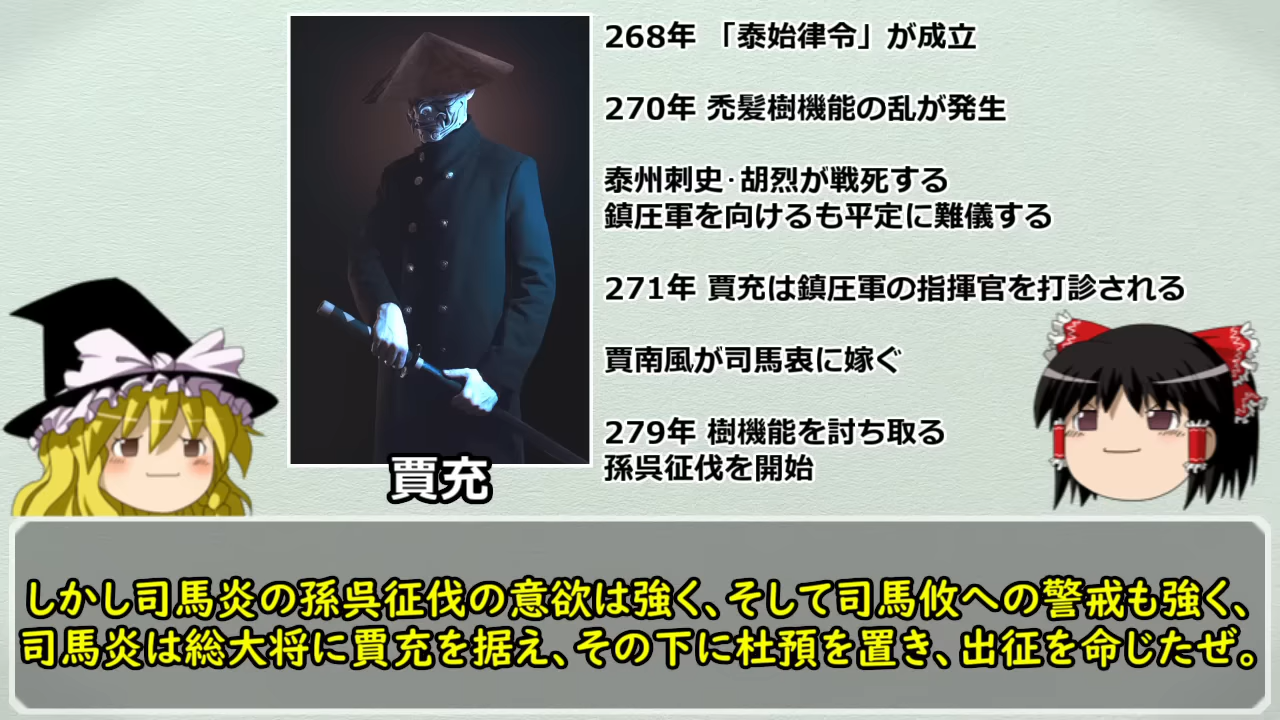 268年 「泰始律令」が成立
270年 禿髪樹機能の乱が発生
泰州刺史･胡烈が戦死する
鎮圧軍を向けるも平定に難儀する
271年 賈充は鎮圧軍の指揮官を打診される
賈南風が司馬衷に嫁ぐ
279年 樹機能を討ち取る
孫呉征伐を開始
賈充
しかし司馬炎の孫呉征伐の意欲は強く、そして司馬攸への警戒も強く、
司馬炎は総大将に賈充を据え、その下に杜預を置き、出征を命じたぜ。